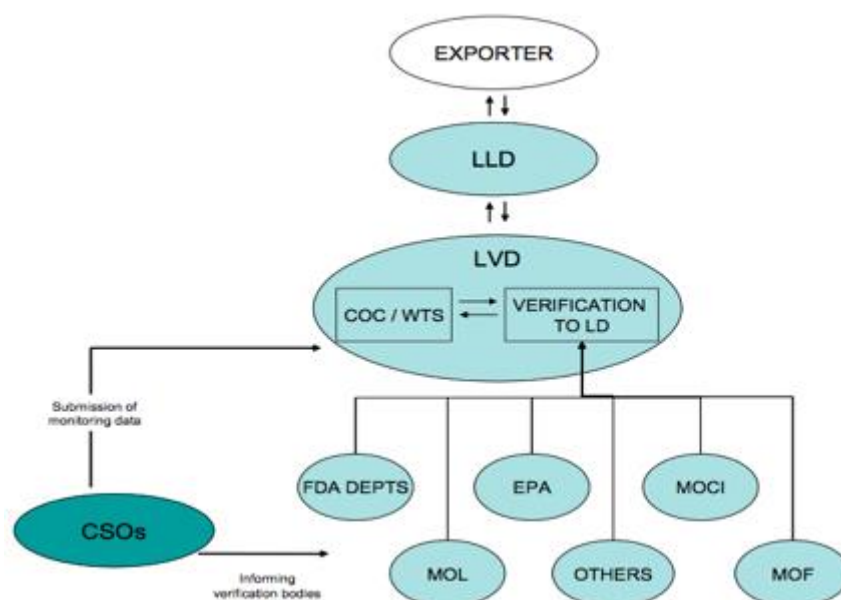 EXPORTER
LLD
LVD
COC / WTS
VERIFICATION
TO LD
Submission of
monitoring data
FDA DEPTS
EPA
MOCI
CSOs
MOL
OTHERS
MOF
Informing
verification bodies